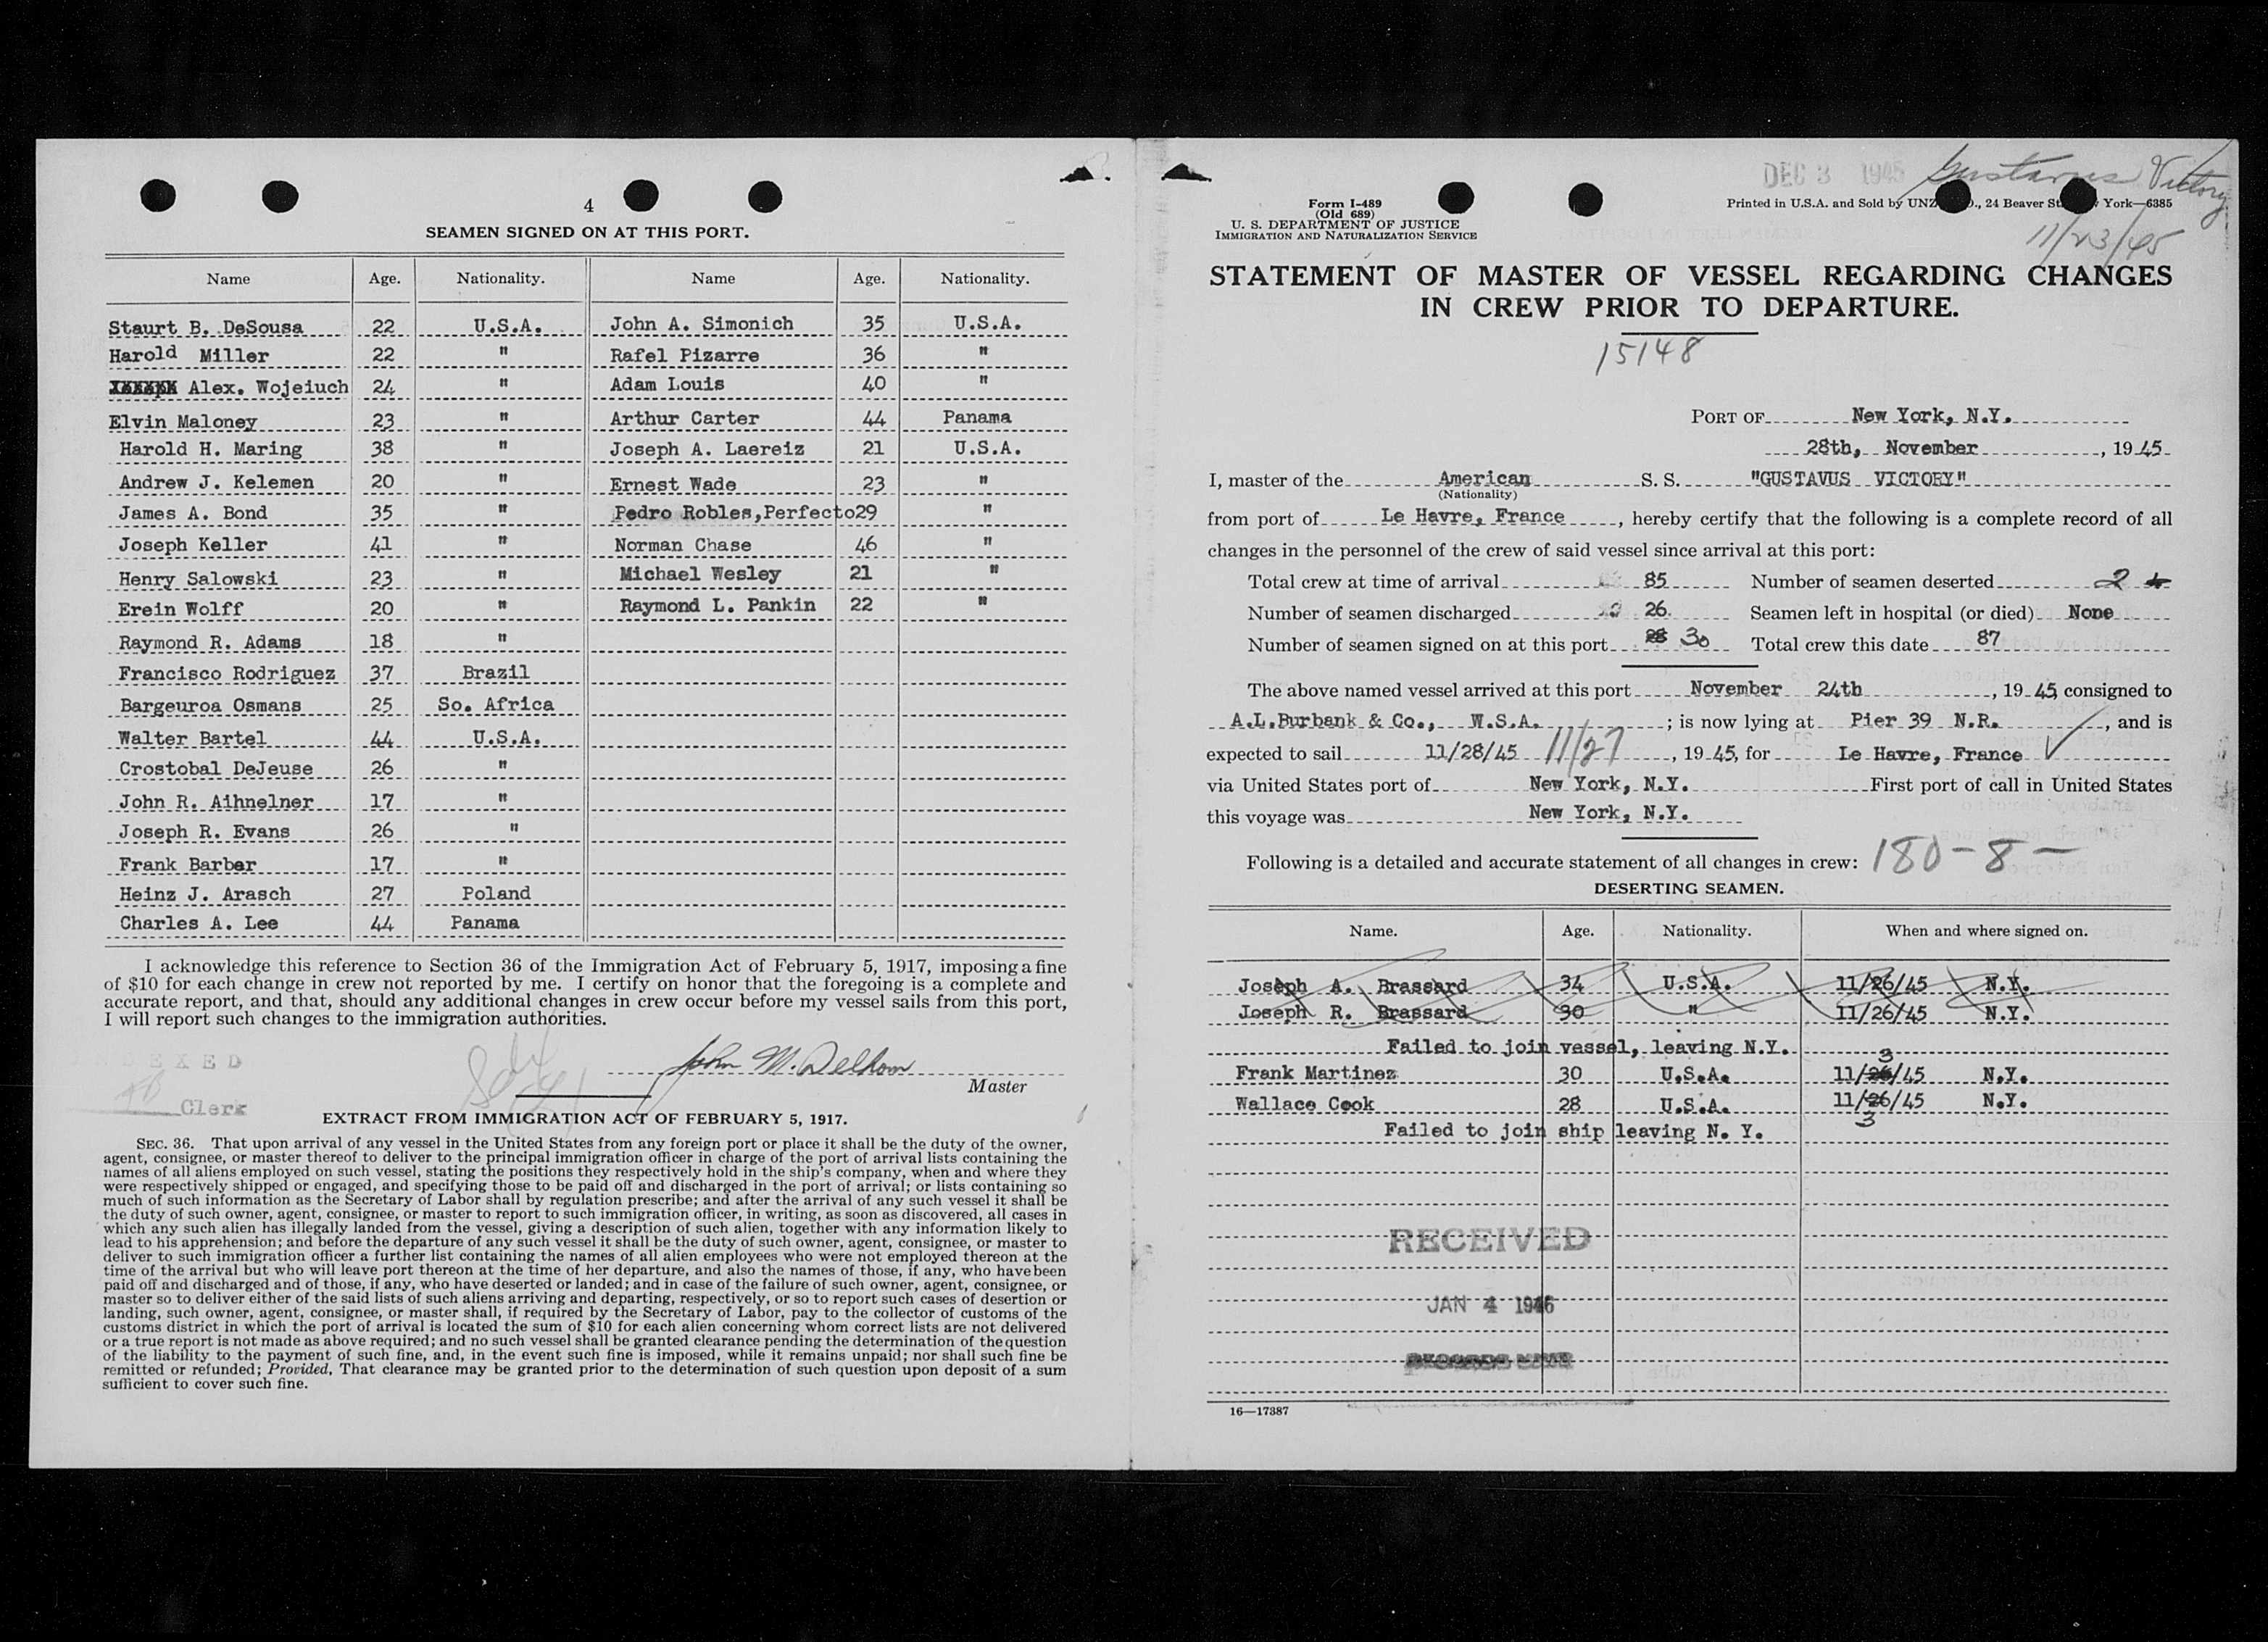 4
SEAMEN SIGNED ON AT THIS PORT.
Name Age. Nationality. Name Age. Nationality.
Staurt B. DeSousa 22 U.S.A. John A. Simonich 35 U.S.A.
Harold Miller 22 " Rafel Pizarre 36 "
Alex. Wojeiuch 24 " Adam Louis 40 "
Elvin Maloney 23 " Arthur Carter 44 Panama
Harold H. Maring 38 " Joseph A. Laereiz 21 U.S.A.
Andrew J. Kelemen 20 " Ernest Wade 23 "
James A. Bond 35 " Pedro Robles,Perfecto 29 "
Joseph Keller 41 " Norman Chase 46 "
Henry Salowski 23 " Michael Wesley 21 "
Erein Wolff 20 " Raymond L. Pankin 22 "
Raymond R. Adams 18 "
Francisco Rodriguez 37 Brazil
Bargeuroa Osmans 25 So. Africa
Walter Bartel 44 U.S.A.
Crostobal DeJeuse 26 "
John R. Aihnelner 17 "
Joseph R. Evans 26 "
Frank Barber 17 "
Heinz J. Arasch 27 Poland
Charles A. Lee 44 Panama
I acknowledge this reference to Section 36 of the Immigration Act of February 5, 1917, imposing a fine
of $10 for each change in crew not reported by me. I certify on honor that the foregoing is a complete and
accurate report, and that, should any additional changes in crew occur before my vessel sails from this port,
I will report such changes to the immigration authorities.
John M. Delhom
Master
Clerk
EXTRACT FROM IMMIGRATION ACT OF FEBRUARY 5, 1917.
SEC. 36. That upon arrival of any vessel in the United States from any foreign port or place it shall be the duty of the owner,
agent, consignee, or master thereof to deliver to the principal immigration officer in charge of the port of arrival lists containing the
names of all aliens employed on such vessel, stating the positions they respectively hold in the ship's company, when and where they
were respectively shipped or engaged, and specifying those to be paid off and discharged in the port of arrival; or lists containing so
much of such information as the Secretary of Labor shall by regulation prescribe; and after the arrival of any such vessel it shall be
the duty of such owner, agent, consignee, or master to report to such immigration officer, in writing, as soon as discovered, all cases in
which any such alien has illegally landed from the vessel, giving a description of such alien, together with any information likely to
lead to his apprehension; and before the departure of any such vessel it shall be the duty of such owner, agent, consignee, or master to
deliver to such immigration officer a further list containing the names of all alien employees who were not employed thereon at the
time of the arrival but who will leave port thereon at the time of her departure, and also the names of those, if any, who have been
paid off and discharged and of those, if any, who have deserted or landed; and in case of the failure of such owner, agent, consignee, or
master so to deliver either of the said lists of such aliens arriving and departing, respectively, or so to report such cases of desertion or
landing, such owner, agent, consignee, or master shall, if required by the Secretary of Labor, pay to the collector of customs of the
customs district in which the port of arrival is located the sum of $10 for each alien concerning whom correct lists are not delivered
or a true report is not made as above required; and no such vessel shall be granted clearance pending the determination of the question
of the liability to the payment of such fine, and, in the event such fine is imposed, while it remains unpaid; nor shall such fine be
remitted or refunded; Provided, That clearance may be granted prior to the determination of such question upon deposit of a sum
sufficient to cover such fine.
DEC 3 1945 Gustavus Victory
11/23/45
Form I-489
(Old 689)
U. S. DEPARTMENT OF JUSTICE
IMMIGRATION AND NATURALIZATION SERVICE
Printed in U.S.A. and Sold by UNZ , 24 Beaver St York—6385
STATEMENT OF MASTER OF VESSEL REGARDING CHANGES
IN CREW PRIOR TO DEPARTURE.
15148
PORT OF New York, N.Y.
28th, November , 19 45
I, master of the American S. S. "GUSTAVUS VICTORY"
(Nationality)
from port of Le Havre, France , hereby certify that the following is a complete record of all
changes in the personnel of the crew of said vessel since arrival at this port:
Total crew at time of arrival 85 Number of seamen deserted 2
Number of seamen discharged 26 Seamen left in hospital (or died) None
Number of seamen signed on at this port 28 30 Total crew this date 87
The above named vessel arrived at this port November 24th , 19 45 consigned to
A.L.Burbank & Co., W.S.A. ; is now lying at Pier 39 N.R. , and is
expected to sail 11/28/45 11/27 , 19 45, for Le Havre, France
via United States port of New York, N.Y. First port of call in United States
this voyage was New York, N.Y.
Following is a detailed and accurate statement of all changes in crew: 180-8-
DESERTING SEAMEN.
Name. Age. Nationality. When and where signed on.
Joseph A. Brassard 34 U.S.A. 11/26/45 N.Y.
Joseph R. Brassard 30 " 11/26/45 N.Y.
Failed to join vessel, leaving N.Y.
3
Frank Martinez 30 U.S.A. 11/26/45 N.Y.
Wallace Cook 28 U.S.A. 11/26/45 N.Y.
3
Failed to join ship leaving N. Y.
RECEIVED
JAN 4 1946
16—17387